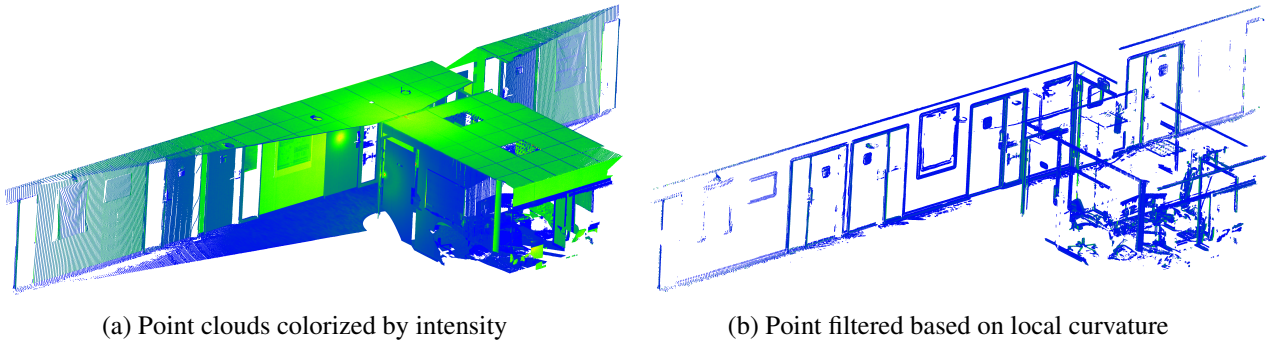 (a) Point clouds colorized by intensity
(b) Point filtered based on local curvature